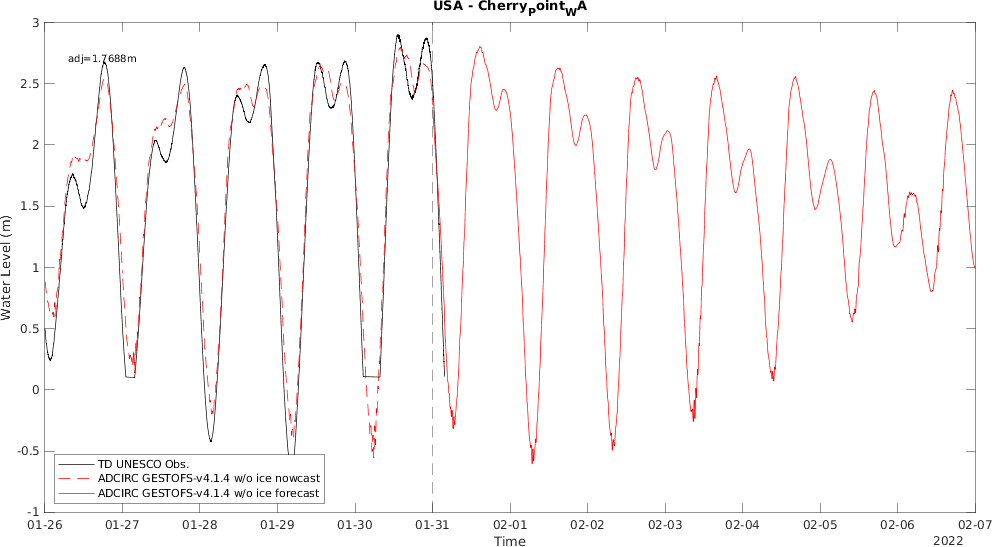 USA - CherryPointWA
adj=1.7688m
Water Level (m)
3
2.5
2
1.5
1
0.5
0
-0.5
-1
TD UNESCO Obs.
ADCIRC GESTOFS-v4.1.4 w/o ice nowcast
ADCIRC GESTOFS-v4.1.4 w/o ice forecast
01-26 01-27 01-28 01-29 01-30 01-31 02-01 02-02 02-03 02-04 02-05 02-06 02-07
Time
2022